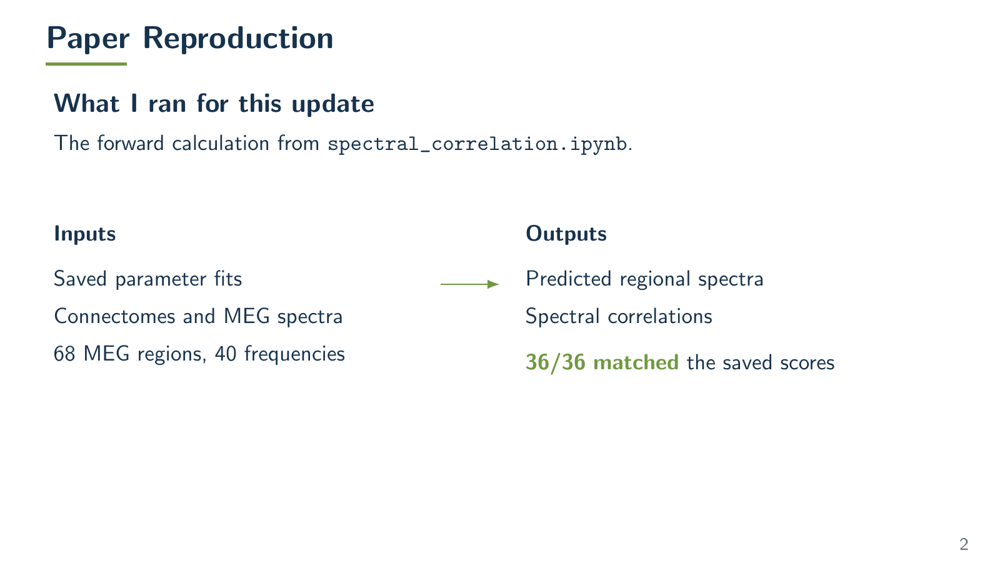 Paper Reproduction
What I ran for this update
The forward calculation from spectral_correlation.ipynb.
Inputs
Saved parameter fits
Connectomes and MEG spectra
68 MEG regions, 40 frequencies
Outputs
Predicted regional spectra
Spectral correlations
36/36 matched the saved scores
2